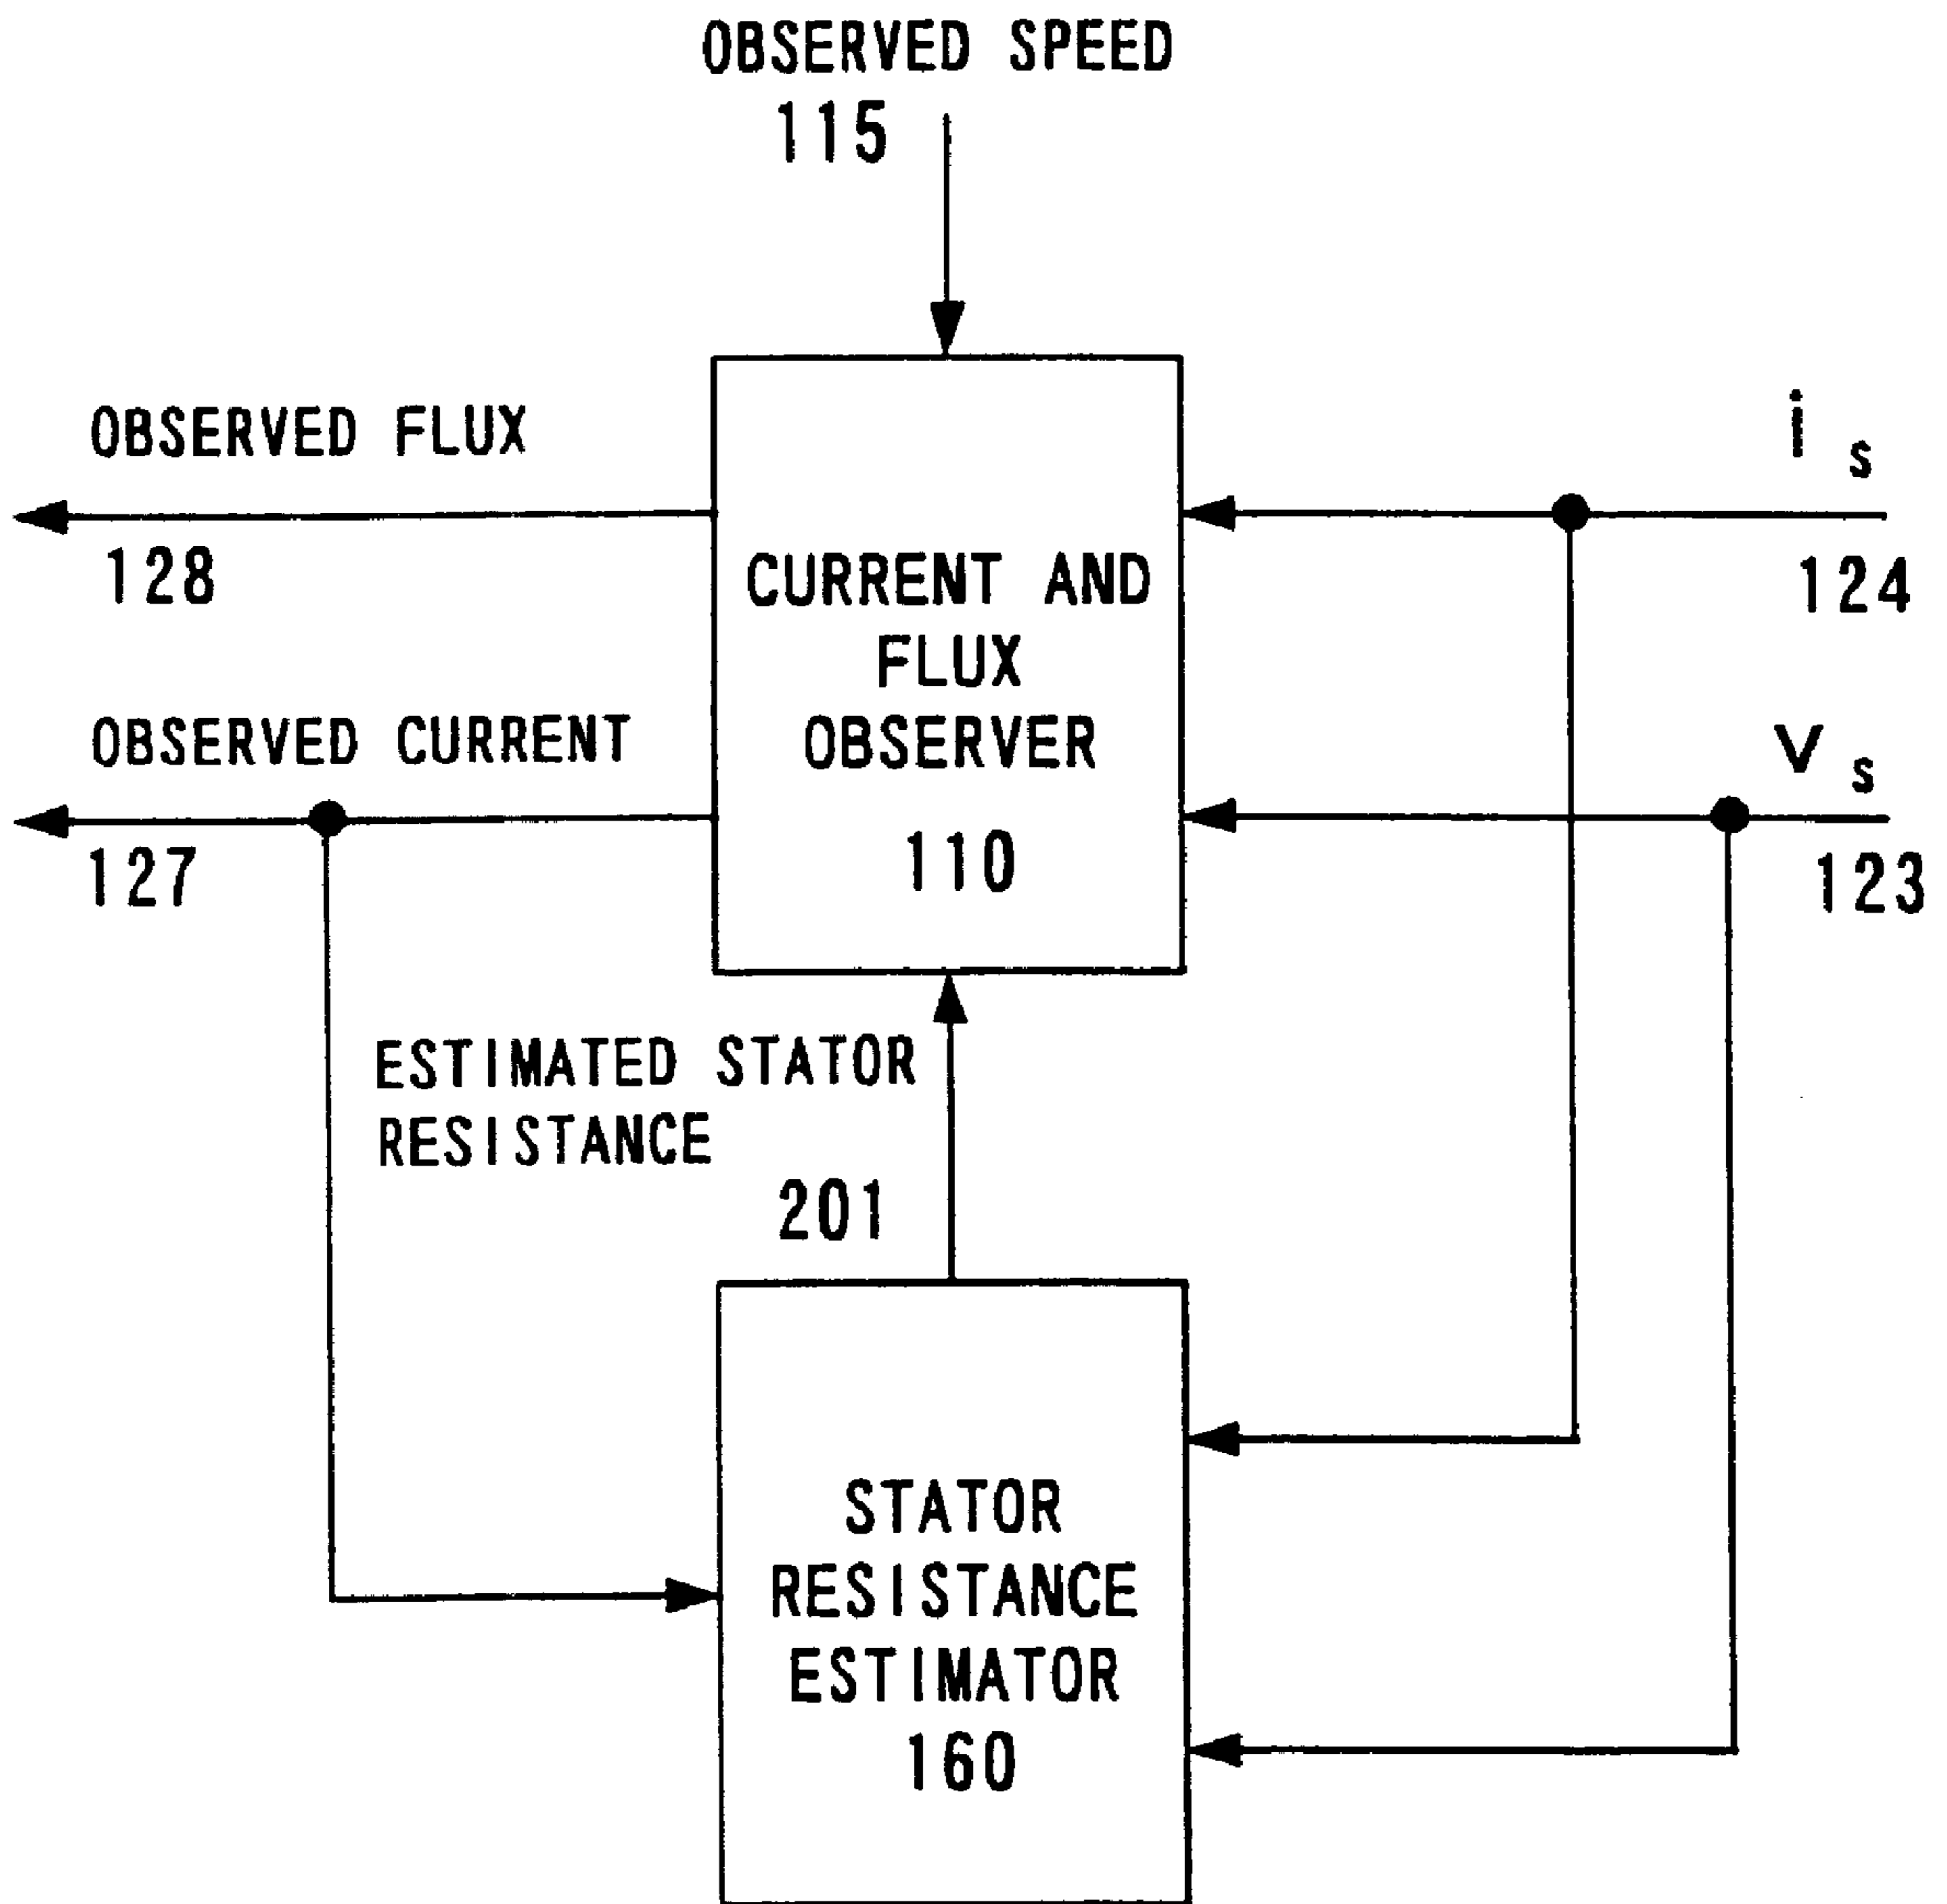 OBSERVED SPEED
115
OBSERVED FLUX
128
i s
124
CURRENT AND
FLUX
OBSERVER
110
OBSERVED CURRENT
127
V s
123
ESTIMATED STATOR
RESISTANCE
201
STATOR
RESISTANCE
ESTIMATOR
160